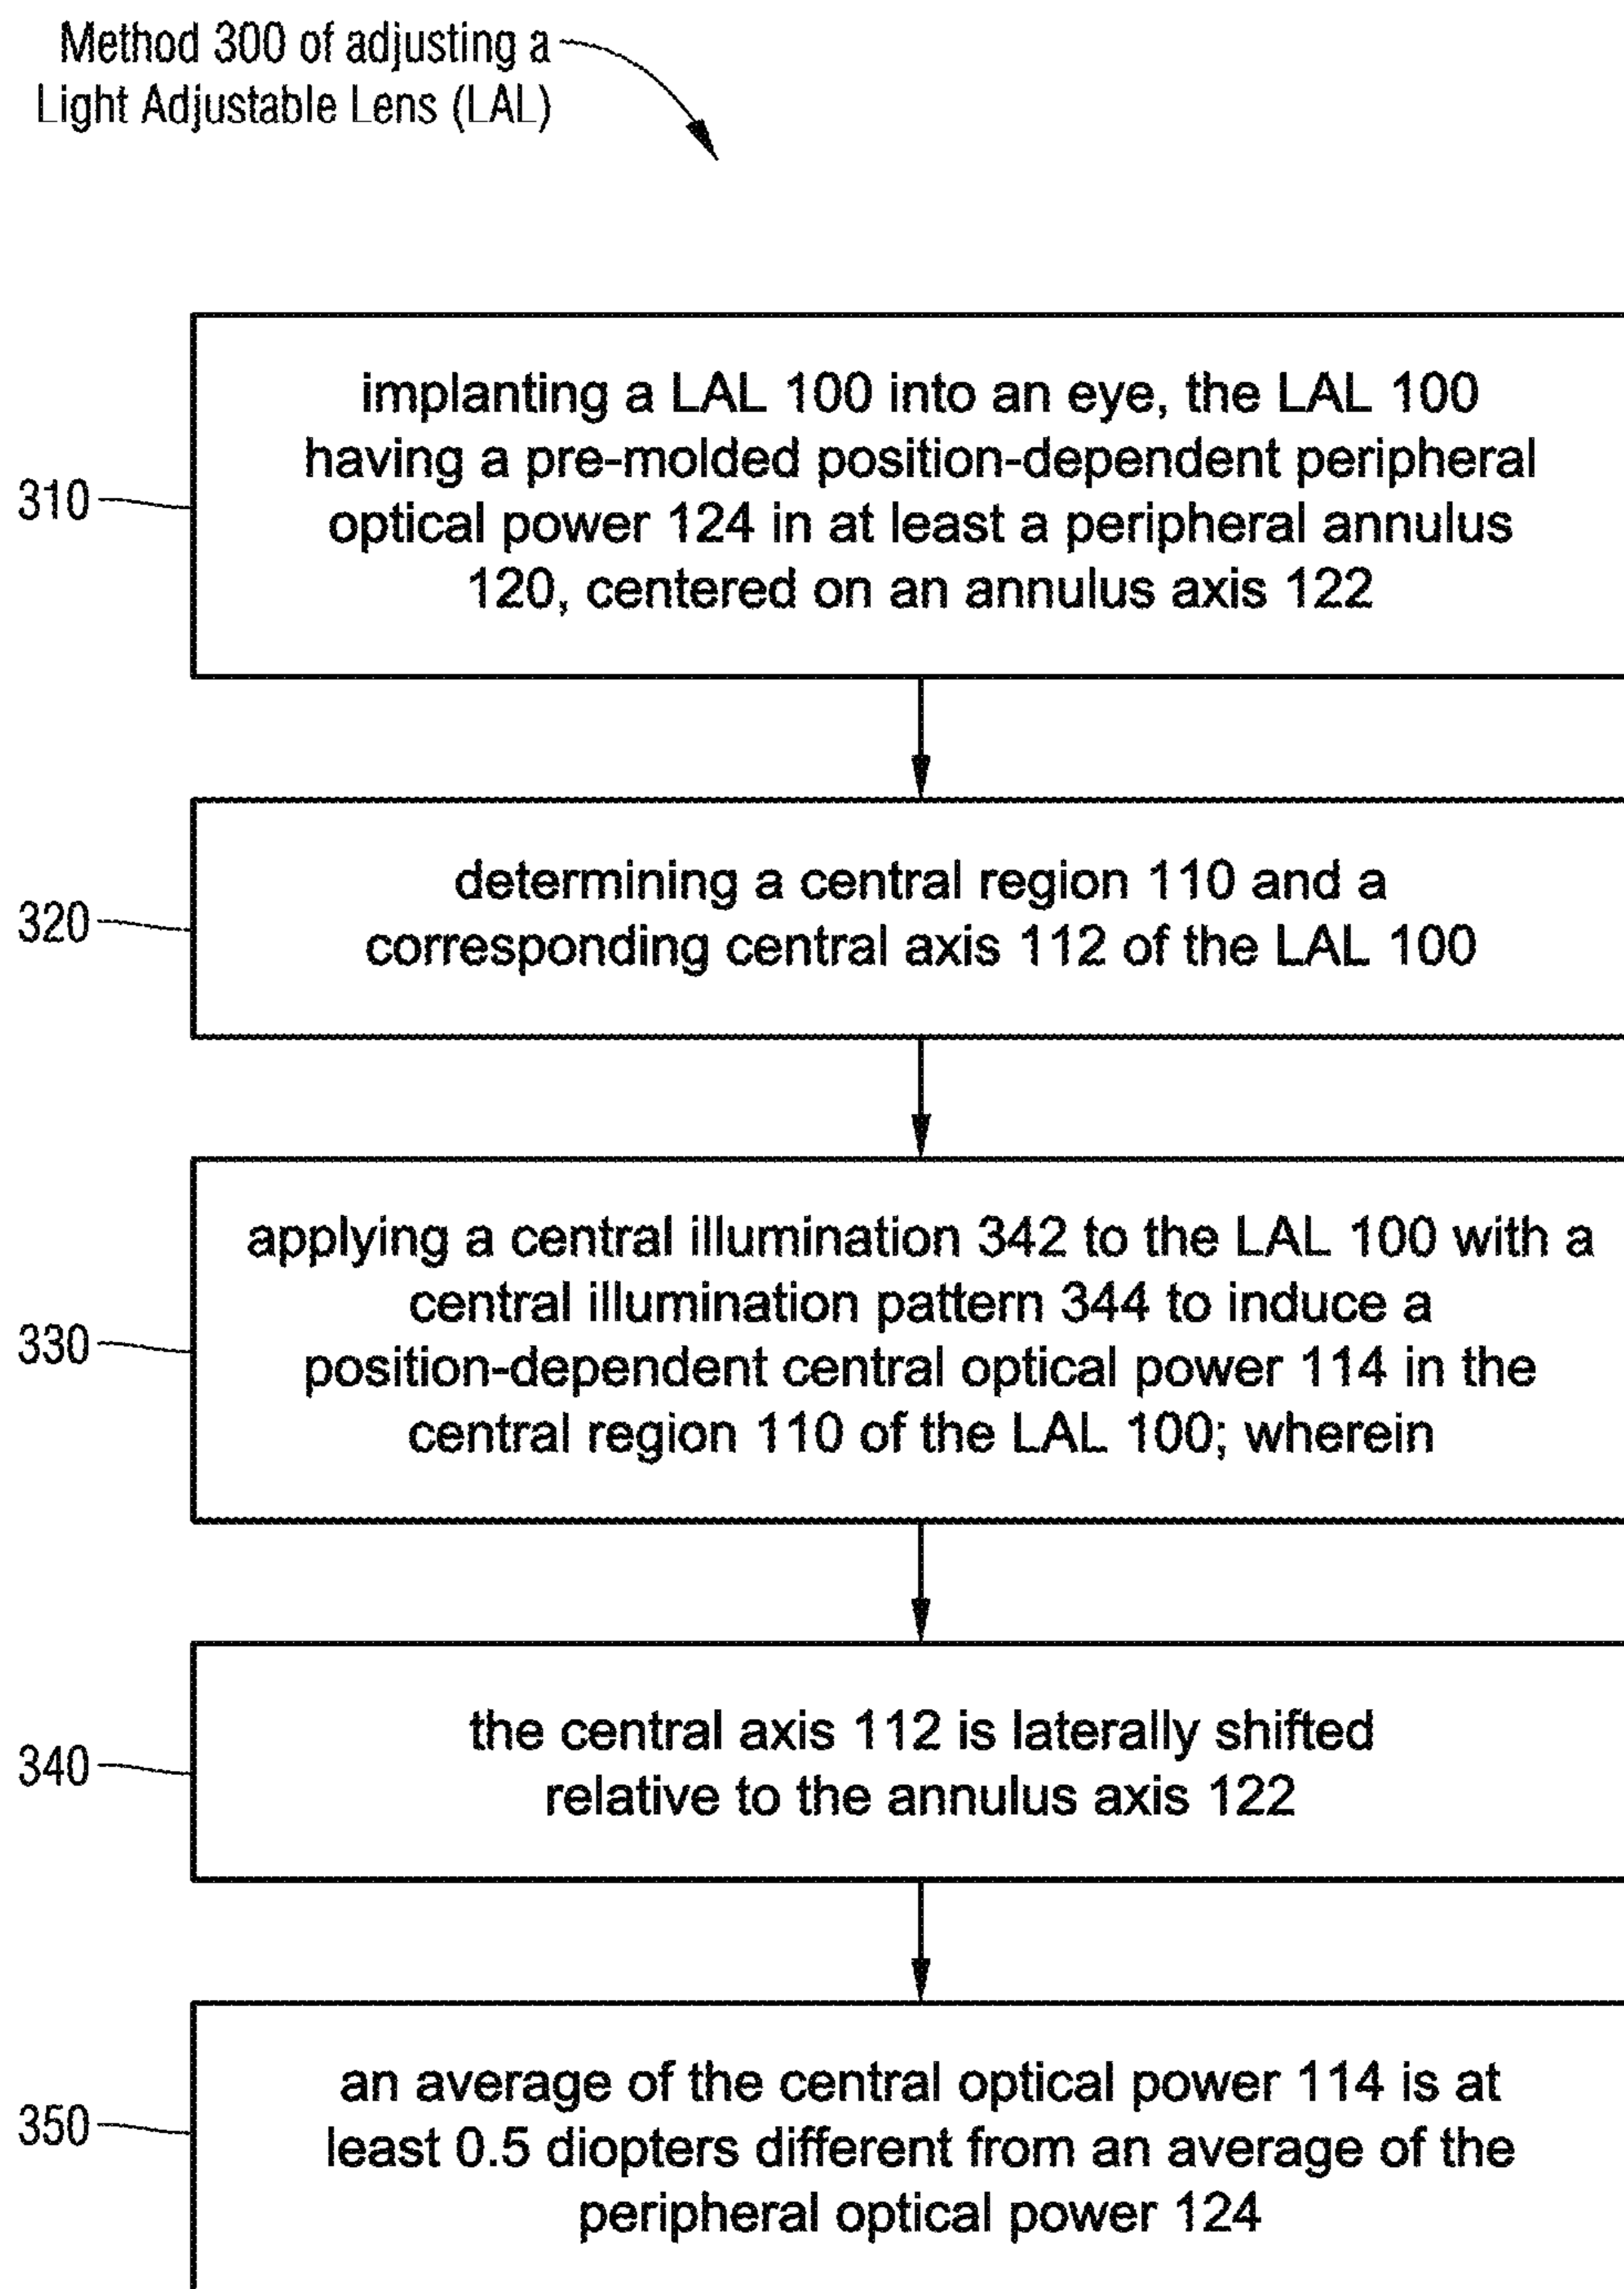 Method 300 of adjusting a
Light Adjustable Lens (LAL)
310
implanting a LAL 100 into an eye, the LAL 100
having a pre-molded position-dependent peripheral
optical power 124 in at least a peripheral annulus
120, centered on an annulus axis 122
320
determining a central region 110 and a
corresponding central axis 112 of the LAL 100
330
applying a central illumination 342 to the LAL 100 with a
central illumination pattern 344 to induce a
position-dependent central optical power 114 in the
central region 110 of the LAL 100; wherein
340
the central axis 112 is laterally shifted
relative to the annulus axis 122
350
an average of the central optical power 114 is at
least 0.5 diopters different from an average of the
peripheral optical power 124